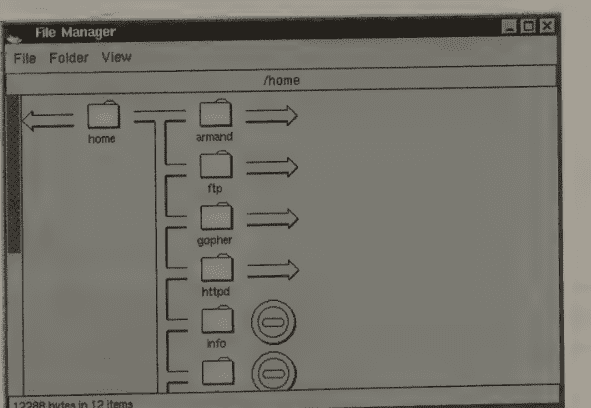 File Manager
File Folder View
/home
home
armand
ftp
gopher
httpd
info
12288 bytes in 12 items